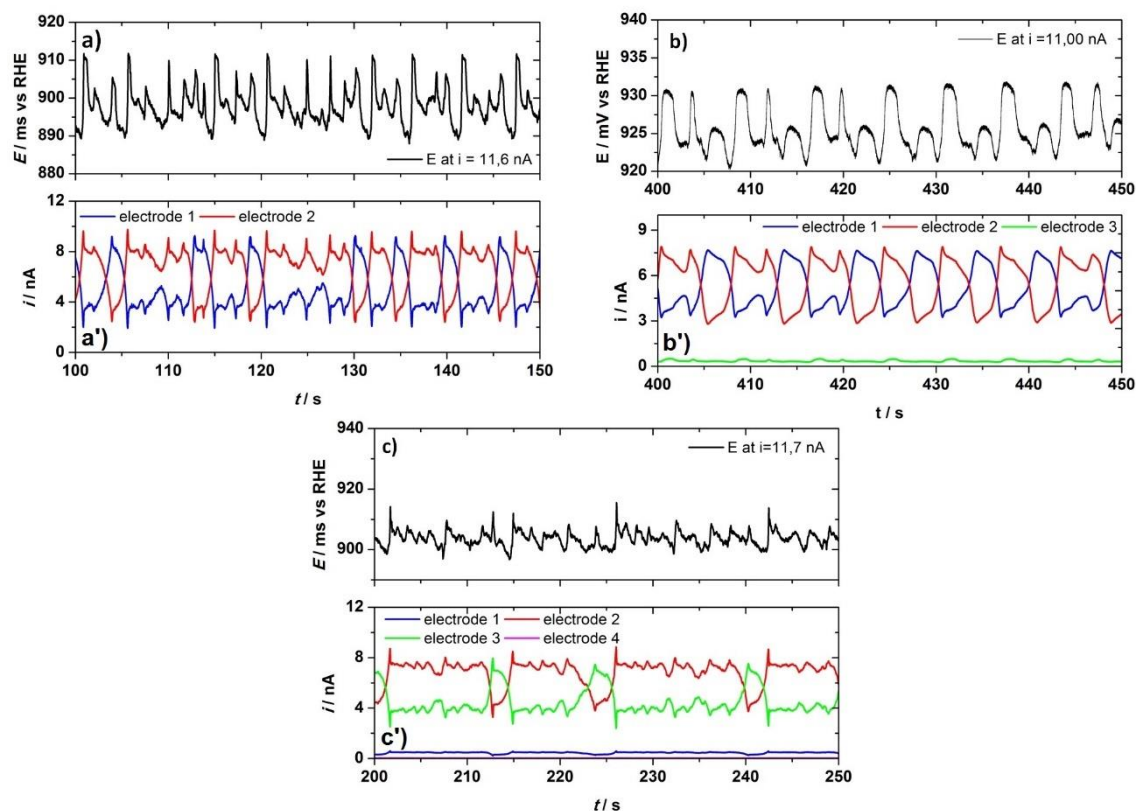 a)
E / ms vs RHE
920
910
900
890
880
E at i = 11,6 nA
electrode 1 electrode 2
i / nA
12
8
4
0
a')
100 110 120 130 140 150
t / s
b)
E / mV vs RHE
940
935
930
925
920
E at i =11,00 nA
400 410 420 430 440 450
electrode 1 electrode 2 electrode 3
i / nA
9
6
3
0
b')
400 410 420 430 440 450
t / s
c)
E / ms vs RHE
940
920
900
E at i=11,7 nA
electrode 1 electrode 2
electrode 3 electrode 4
i / nA
12
8
4
0
c')
200 210 220 230 240 250
t / s